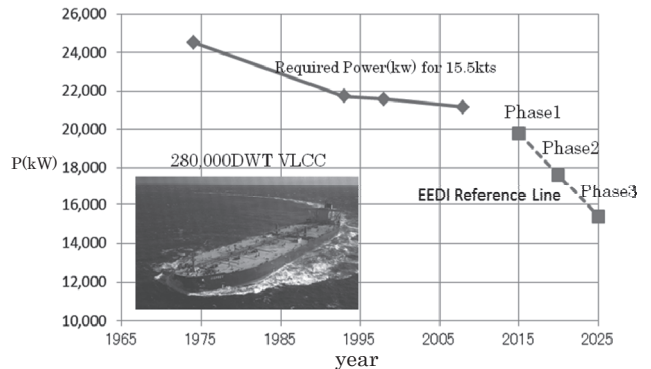 26,000
24,000
Required Power(kw) for 15.5kts
22,000
Phase1
20,000
Phase2
P(kW)
18,000
280,000DWT VLCC
EEDI Reference Line
Phase3
16,000
14,000
12,000
10,000
1965 1975 1985 1995 2005 2015 2025
year